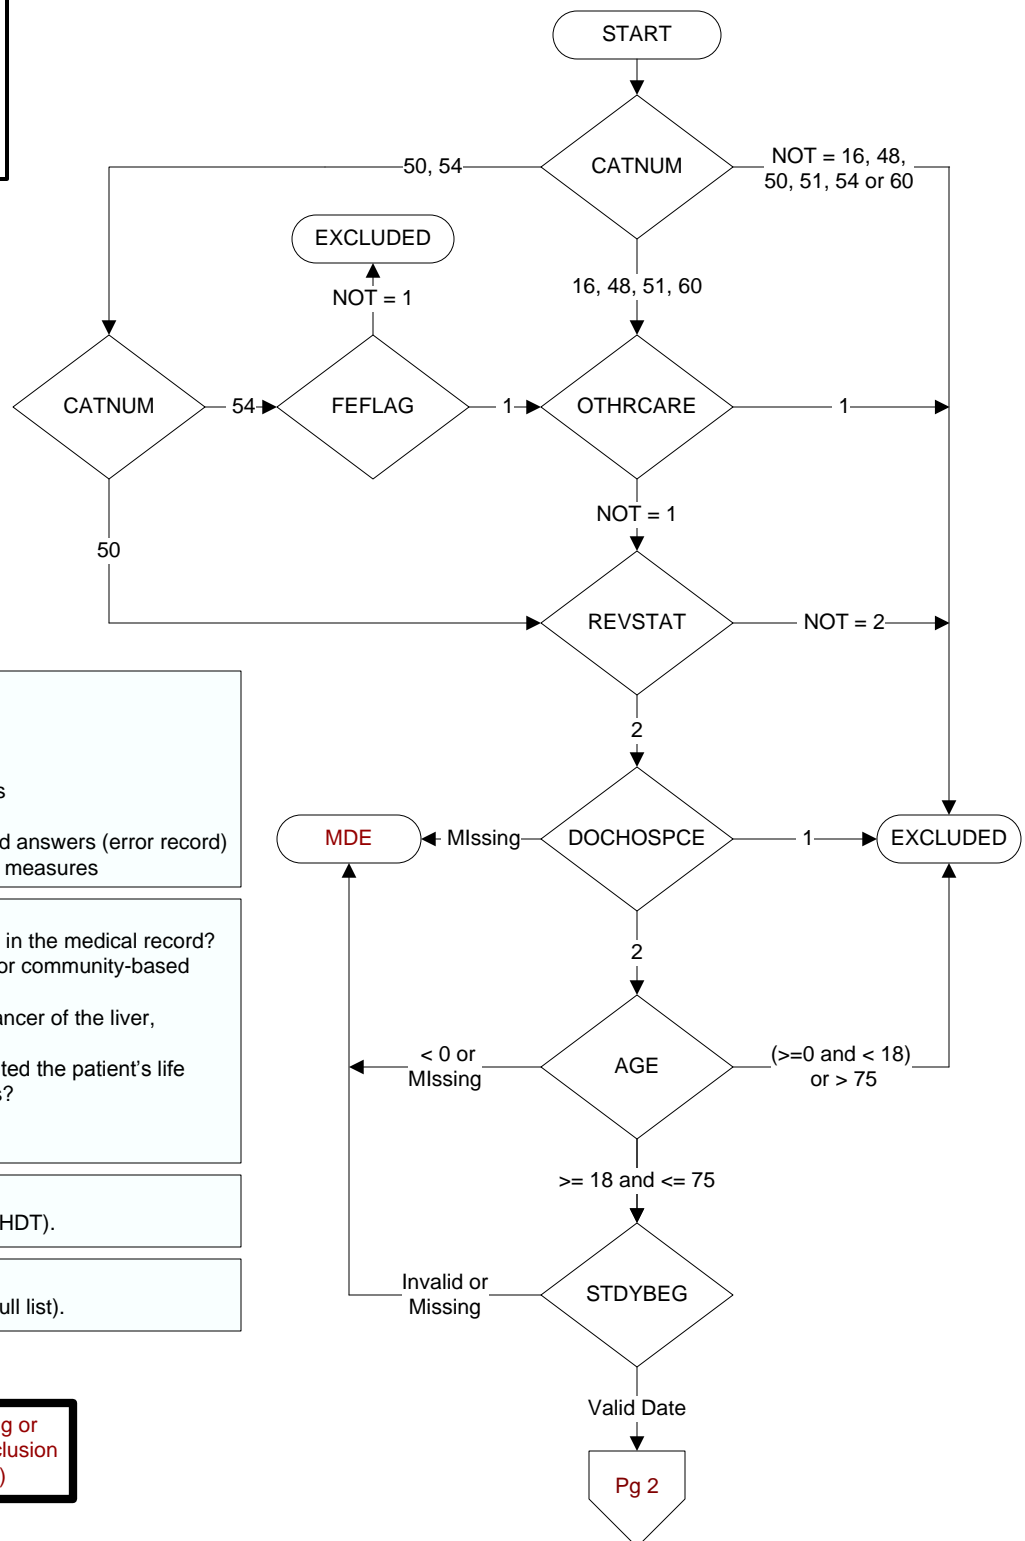 START
CATNUM
50, 54
NOT = 16, 48,
50, 51, 54 or 60
EXCLUDED
NOT = 1
16, 48, 51, 60
CATNUM
54
FEFLAG
1
OTHRCARE
1
NOT = 1
50
REVSTAT
NOT = 2
2
MDE
MIssing
DOCHOSPCE
1
EXCLUDED
2
< 0 or
MIssing
AGE
(>=0 and < 18)
or > 75
>= 18 and <= 75
Invalid or
Missing
STDYBEG
Valid Date
Pg 2
s
d answers (error record)
measures
in the medical record?
or community-based
ancer of the liver,
ted the patient's life
s?
HDT).
ull list).
g or
clusion
)